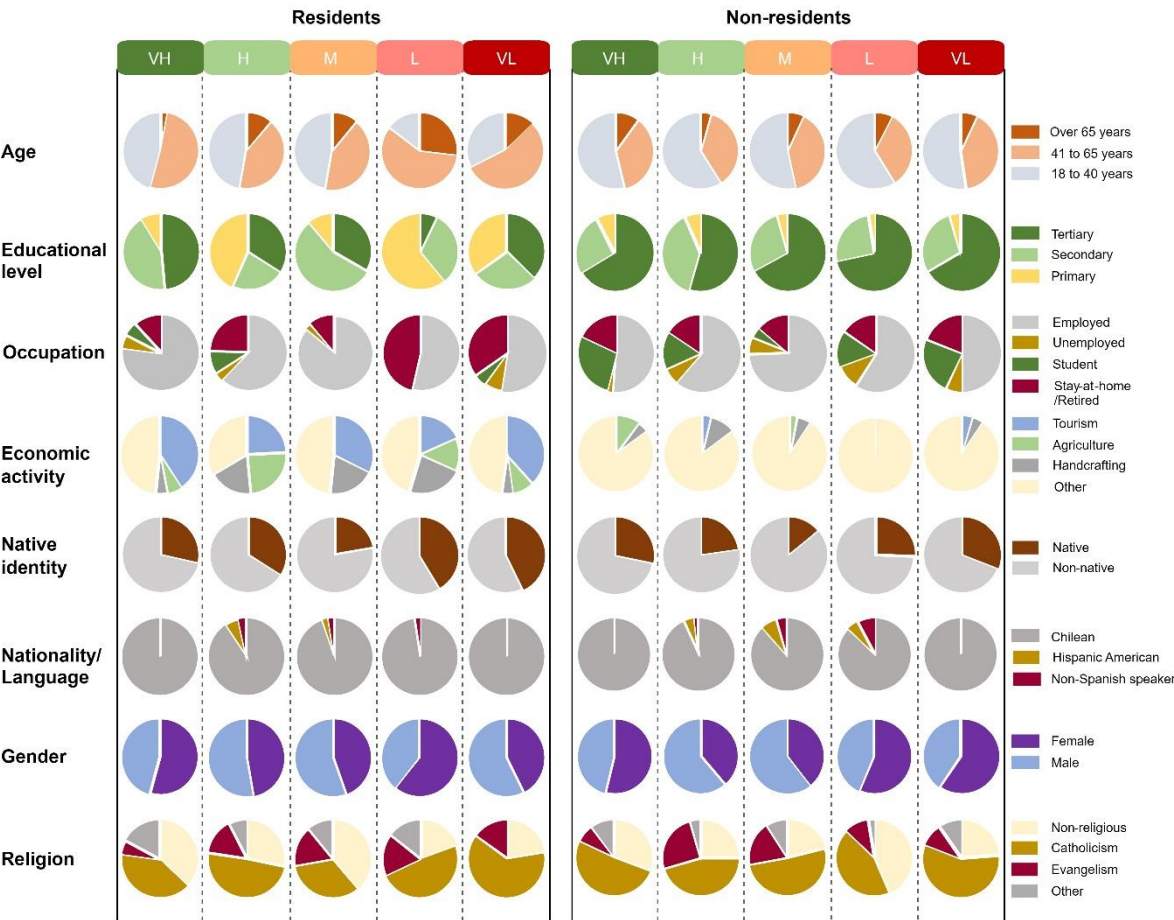 Residents
Non-residents
VH
H
M
L
VL
VH
H
M
L
VL
Age
Over 65 years
41 to 65 years
18 to 40 years
Educational
level
Tertiary
Secondary
Primary
Occupation
Employed
Unemployed
Student
Stay-at-home
/Retired
Economic
activity
Tourism
Agriculture
Handcrafting
Other
Native
identity
Native
Non-native
Nationality/
Language
Chilean
Hispanic American
Non-Spanish speaker
Gender
Female
Male
Religion
Non-religious
Catholicism
Evangelism
Other